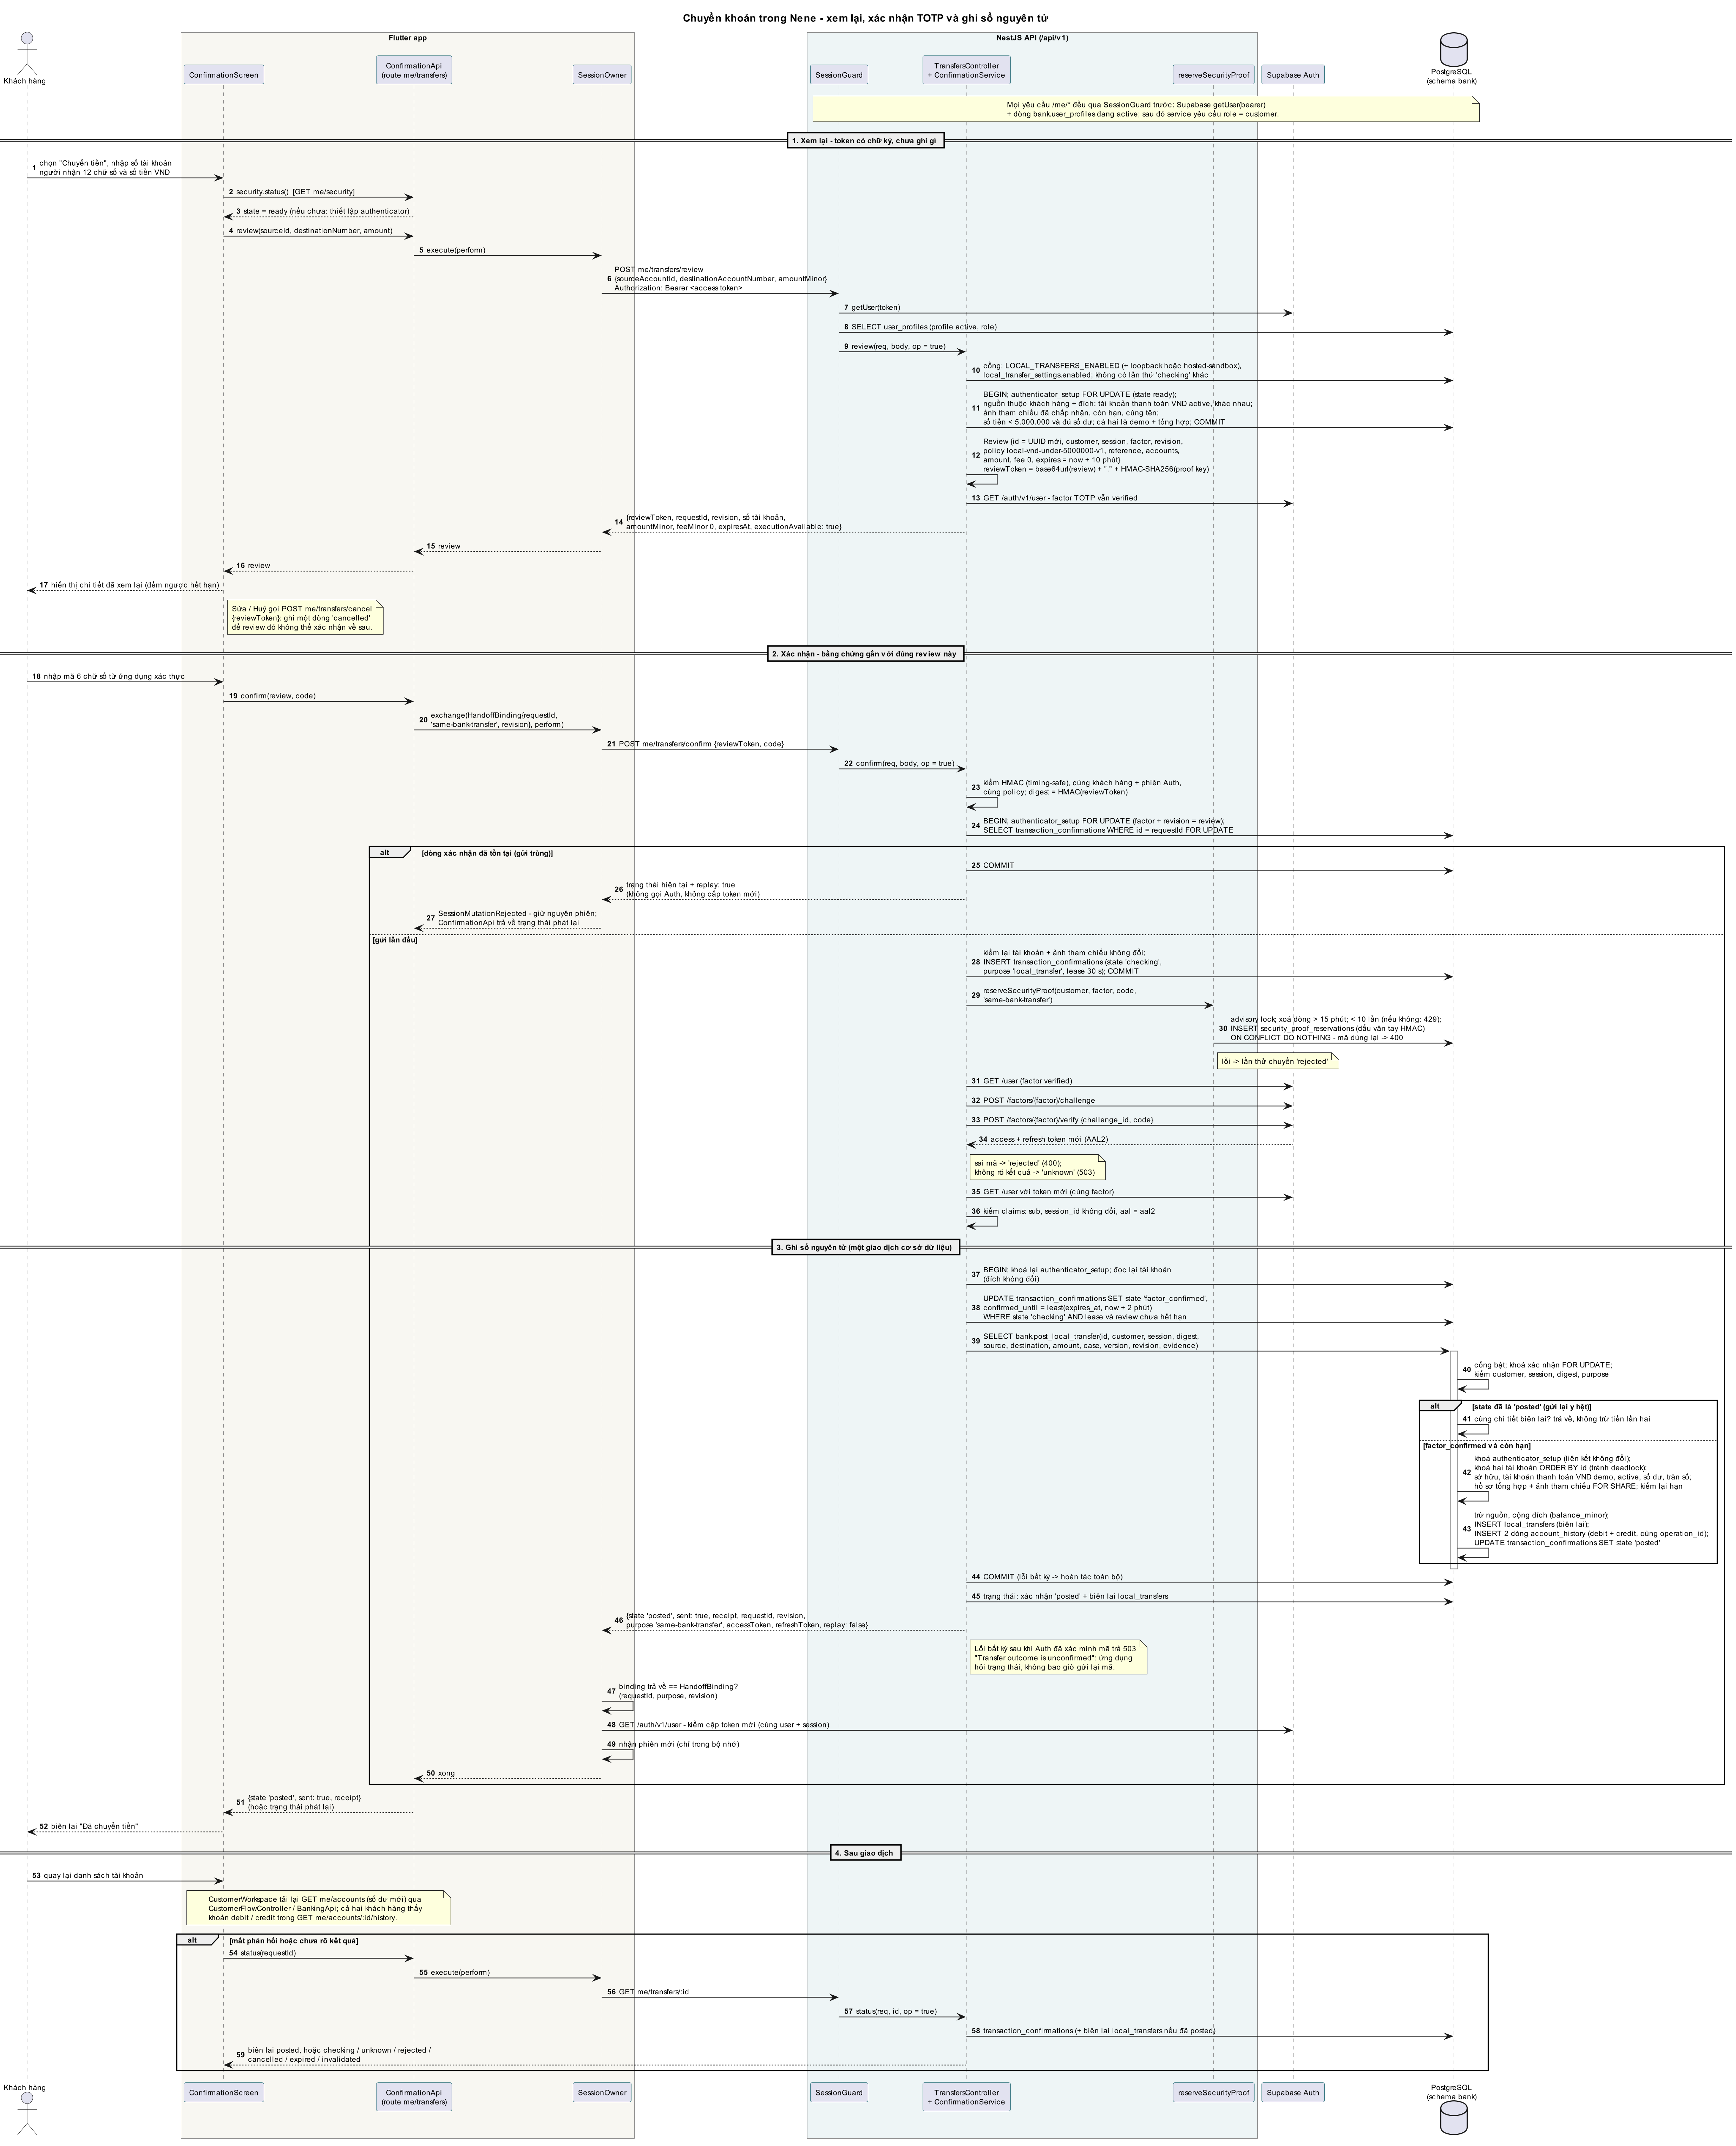 Chuyển khoản trong Nene - xem lại, xác nhận TOTP và ghi sổ nguyên tử
Flutter app
NestJS API (/api/v1)
Khách hàng
ConfirmationScreen
ConfirmationApi
(route me/transfers)
SessionOwner
SessionGuard
TransfersController
+ ConfirmationService
reserveSecurityProof
Supabase Auth
PostgreSQL
(schema bank)
Mọi yêu cầu /me/* đều qua SessionGuard trước: Supabase getUser(bearer)
+ dòng bank.user_profiles đang active; sau đó service yêu cầu role = customer.
1. Xem lại - token có chữ ký, chưa ghi gì
1 chọn "Chuyển tiền", nhập số tài khoản
người nhận 12 chữ số và số tiền VND
2 security.status() [GET me/security]
3 state = ready (nếu chưa: thiết lập authenticator)
4 review(sourceId, destinationNumber, amount)
5 execute(perform)
6 POST me/transfers/review
{sourceAccountId, destinationAccountNumber, amountMinor}
Authorization: Bearer <access token>
7 getUser(token)
8 SELECT user_profiles (profile active, role)
9 review(req, body, op = true)
10 cổng: LOCAL_TRANSFERS_ENABLED (+ loopback hoặc hosted-sandbox),
local_transfer_settings.enabled; không có lần thử 'checking' khác
11 BEGIN; authenticator_setup FOR UPDATE (state ready);
nguồn thuộc khách hàng + đích: tài khoản thanh toán VND active, khác nhau;
ảnh tham chiếu đã chấp nhận, còn hạn, cùng tên;
số tiền < 5.000.000 và đủ số dư; cả hai là demo + tổng hợp; COMMIT
12 Review {id = UUID mới, customer, session, factor, revision,
policy local-vnd-under-5000000-v1, reference, accounts,
amount, fee 0, expires = now + 10 phút}
reviewToken = base64url(review) + "." + HMAC-SHA256(proof key)
13 GET /auth/v1/user - factor TOTP vẫn verified
14 {reviewToken, requestId, revision, số tài khoản,
amountMinor, feeMinor 0, expiresAt, executionAvailable: true}
15 review
16 review
17 hiển thị chi tiết đã xem lại (đếm ngược hết hạn)
Sửa / Huỷ gọi POST me/transfers/cancel
{reviewToken}: ghi một dòng 'cancelled'
để review đó không thể xác nhận về sau.
2. Xác nhận - bằng chứng gắn với đúng review này
18 nhập mã 6 chữ số từ ứng dụng xác thực
19 confirm(review, code)
20 exchange(HandoffBinding{requestId,
'same-bank-transfer', revision}, perform)
21 POST me/transfers/confirm {reviewToken, code}
22 confirm(req, body, op = true)
23 kiểm HMAC (timing-safe), cùng khách hàng + phiên Auth,
cùng policy; digest = HMAC(reviewToken)
24 BEGIN; authenticator_setup FOR UPDATE (factor + revision = review);
SELECT transaction_confirmations WHERE id = requestId FOR UPDATE
alt [dòng xác nhận đã tồn tại (gửi trùng)]
25 COMMIT
26 trạng thái hiện tại + replay: true
(không gọi Auth, không cấp token mới)
27 SessionMutationRejected - giữ nguyên phiên;
ConfirmationApi trả về trạng thái phát lại
[gửi lần đầu]
28 kiểm lại tài khoản + ảnh tham chiếu không đổi;
INSERT transaction_confirmations (state 'checking',
purpose 'local_transfer', lease 30 s); COMMIT
29 reserveSecurityProof(customer, factor, code,
'same-bank-transfer')
30 advisory lock; xoá dòng > 15 phút; < 10 lần (nếu không: 429);
INSERT security_proof_reservations (dấu vân tay HMAC)
ON CONFLICT DO NOTHING - mã dùng lại -> 400
lỗi -> lần thử chuyển 'rejected'
31 GET /user (factor verified)
32 POST /factors/{factor}/challenge
33 POST /factors/{factor}/verify {challenge_id, code}
34 access + refresh token mới (AAL2)
sai mã -> 'rejected' (400);
không rõ kết quả -> 'unknown' (503)
35 GET /user với token mới (cùng factor)
36 kiểm claims: sub, session_id không đổi, aal = aal2
3. Ghi sổ nguyên tử (một giao dịch cơ sở dữ liệu)
37 BEGIN; khoá lại authenticator_setup; đọc lại tài khoản
(đích không đổi)
38 UPDATE transaction_confirmations SET state 'factor_confirmed',
confirmed_until = least(expires_at, now + 2 phút)
WHERE state 'checking' AND lease và review chưa hết hạn
39 SELECT bank.post_local_transfer(id, customer, session, digest,
source, destination, amount, case, version, revision, evidence)
40 cổng bật; khoá xác nhận FOR UPDATE;
kiểm customer, session, digest, purpose
alt [state đã là 'posted' (gửi lại y hệt)]
41 cùng chi tiết biên lai? trả về, không trừ tiền lần hai
[factor_confirmed và còn hạn]
42 khoá authenticator_setup (liên kết không đổi);
khoá hai tài khoản ORDER BY id (tránh deadlock);
sở hữu, tài khoản thanh toán VND demo, active, số dư, trần số;
hồ sơ tổng hợp + ảnh tham chiếu FOR SHARE; kiểm lại hạn
43 trừ nguồn, cộng đích (balance_minor);
INSERT local_transfers (biên lai);
INSERT 2 dòng account_history (debit + credit, cùng operation_id);
UPDATE transaction_confirmations SET state 'posted'
44 COMMIT (lỗi bất kỳ -> hoàn tác toàn bộ)
45 trạng thái: xác nhận 'posted' + biên lai local_transfers
46 {state 'posted', sent: true, receipt, requestId, revision,
purpose 'same-bank-transfer', accessToken, refreshToken, replay: false}
Lỗi bất kỳ sau khi Auth đã xác minh mã trả 503
"Transfer outcome is unconfirmed": ứng dụng
hỏi trạng thái, không bao giờ gửi lại mã.
47 binding trả về == HandoffBinding?
(requestId, purpose, revision)
48 GET /auth/v1/user - kiểm cặp token mới (cùng user + session)
49 nhận phiên mới (chỉ trong bộ nhớ)
50 xong
51 {state 'posted', sent: true, receipt}
(hoặc trạng thái phát lại)
52 biên lai "Đã chuyển tiền"
4. Sau giao dịch
53 quay lại danh sách tài khoản
CustomerWorkspace tải lại GET me/accounts (số dư mới) qua
CustomerFlowController / BankingApi; cả hai khách hàng thấy
khoản debit / credit trong GET me/accounts/:id/history.
alt [mất phản hồi hoặc chưa rõ kết quả]
54 status(requestId)
55 execute(perform)
56 GET me/transfers/:id
57 status(req, id, op = true)
58 transaction_confirmations (+ biên lai local_transfers nếu đã posted)
59 biên lai posted, hoặc checking / unknown / rejected /
cancelled / expired / invalidated
Khách hàng
ConfirmationScreen
ConfirmationApi
(route me/transfers)
SessionOwner
SessionGuard
TransfersController
+ ConfirmationService
reserveSecurityProof
Supabase Auth
PostgreSQL
(schema bank)